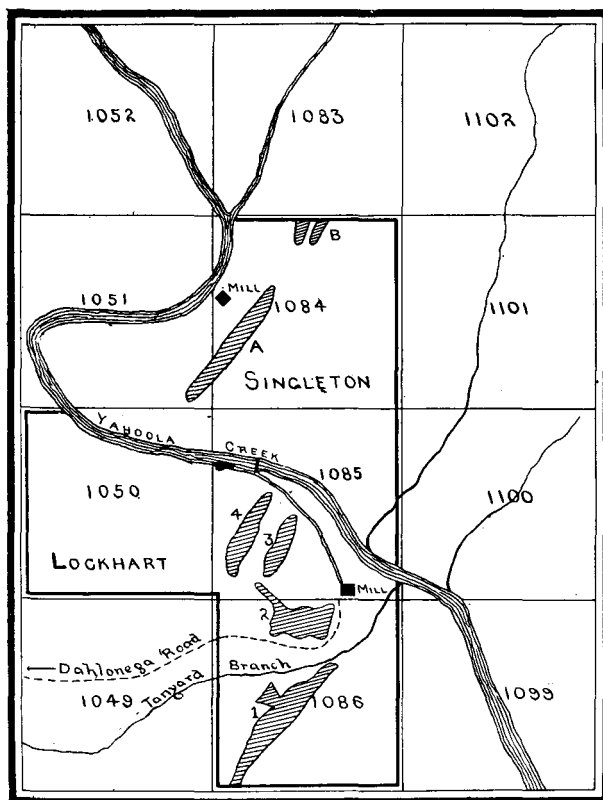 1052
1083
1102
B
1051
MILL
1084
1101
A
SINGLETON
YAHOOLA CREEK
1085
1050
1100
4
3
LOCKHART
MILL
2
Dahlonega Road
Tanyard Branch
1049
1
1086
1099